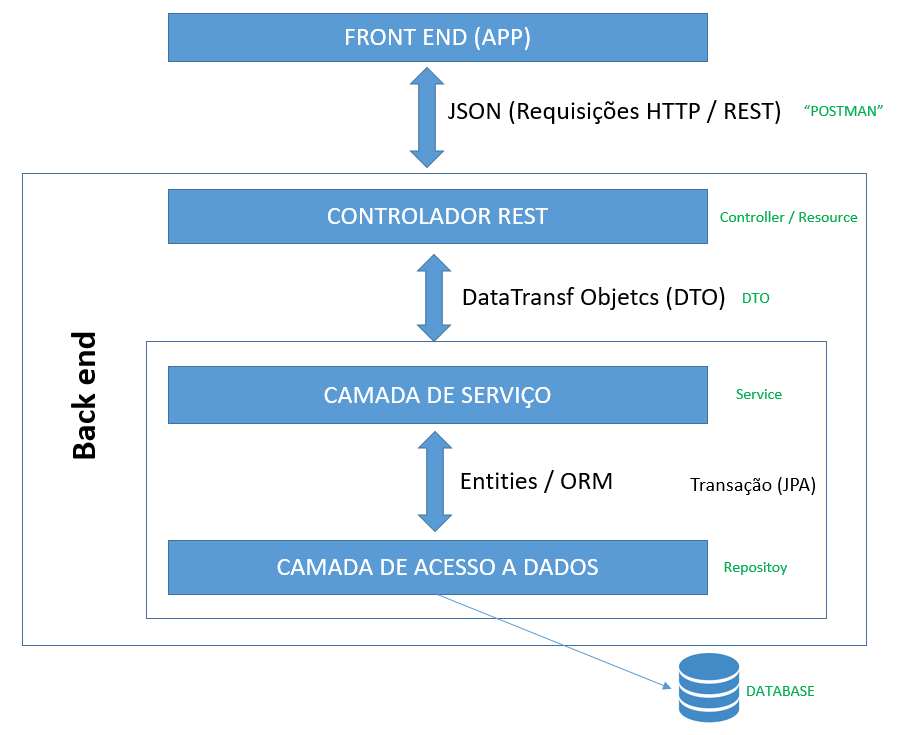 FRONT END (APP)
JSON (Requisições HTTP / REST)
“POSTMAN”
CONTROLADOR REST
Controller / Resource
DataTransf Objetcs (DTO)
DTO
Back end
CAMADA DE SERVIÇO
Service
Entities / ORM
Transação (JPA)
CAMADA DE ACESSO A DADOS
Repositoy
DATABASE